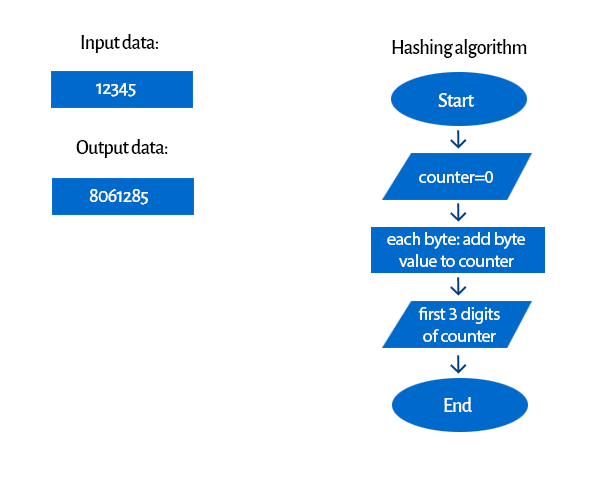 Input data:
12345
Output data:
8061285
Hashing algorithm
Start
counter=0
each byte: add byte
value to counter
first 3 digits
of counter
End